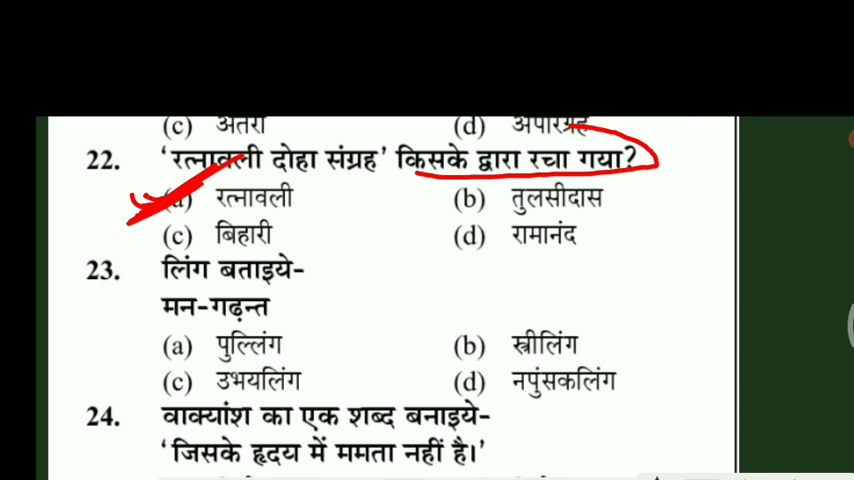 (c) अंतरा (d) अपरिग्रह
22. ‘रत्नावली दोहा संग्रह’ किसके द्वारा रचा गया?
(a) रत्नावली (b) तुलसीदास
(c) बिहारी (d) रामानंद
23. लिंग बताइये-
मन-गढ़न्त
(a) पुल्लिंग (b) स्त्रीलिंग
(c) उभयलिंग (d) नपुंसकलिंग
24. वाक्यांश का एक शब्द बनाइये-
‘जिसके हृदय में ममता नहीं है।’